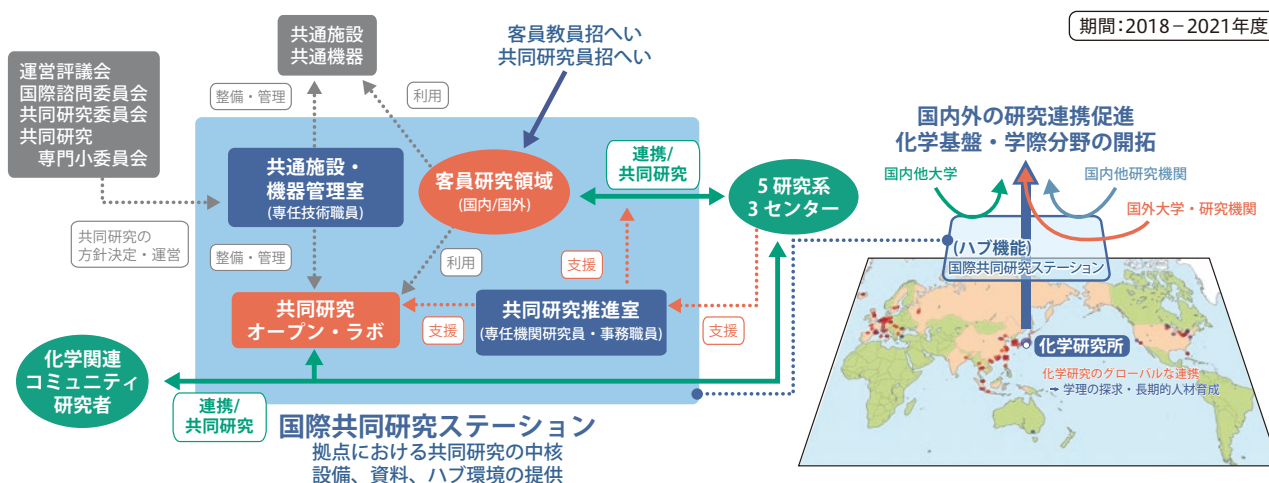 期間:2018−2021年度
運営評議会
国際諮問委員会
共同研究委員会
共同研究
専門小委員会
共同研究の
方針決定・運営
共通施設
共通機器
整備・管理
利用
客員教員招へい
共同研究員招へい
共通施設・
機器管理室
(専任技術職員)
客員研究領域
(国内/国外)
連携/
共同研究
5研究系
3センター
整備・管理
利用
支援
共同研究
オープン・ラボ
支援
共同研究推進室
(専任機関研究員・事務職員)
支援
化学関連
コミュニティ
研究者
連携/
共同研究
国際共同研究ステーション
拠点における共同研究の中核
設備、資料、ハブ環境の提供
国内外の研究連携促進
化学基盤・学際分野の開拓
国内他大学
国内他研究機関
国外大学・研究機関
(ハブ機能)
国際共同研究ステーション
化学研究所
化学研究のグローバルな連携
➡ 学理の探求・長期的人材育成